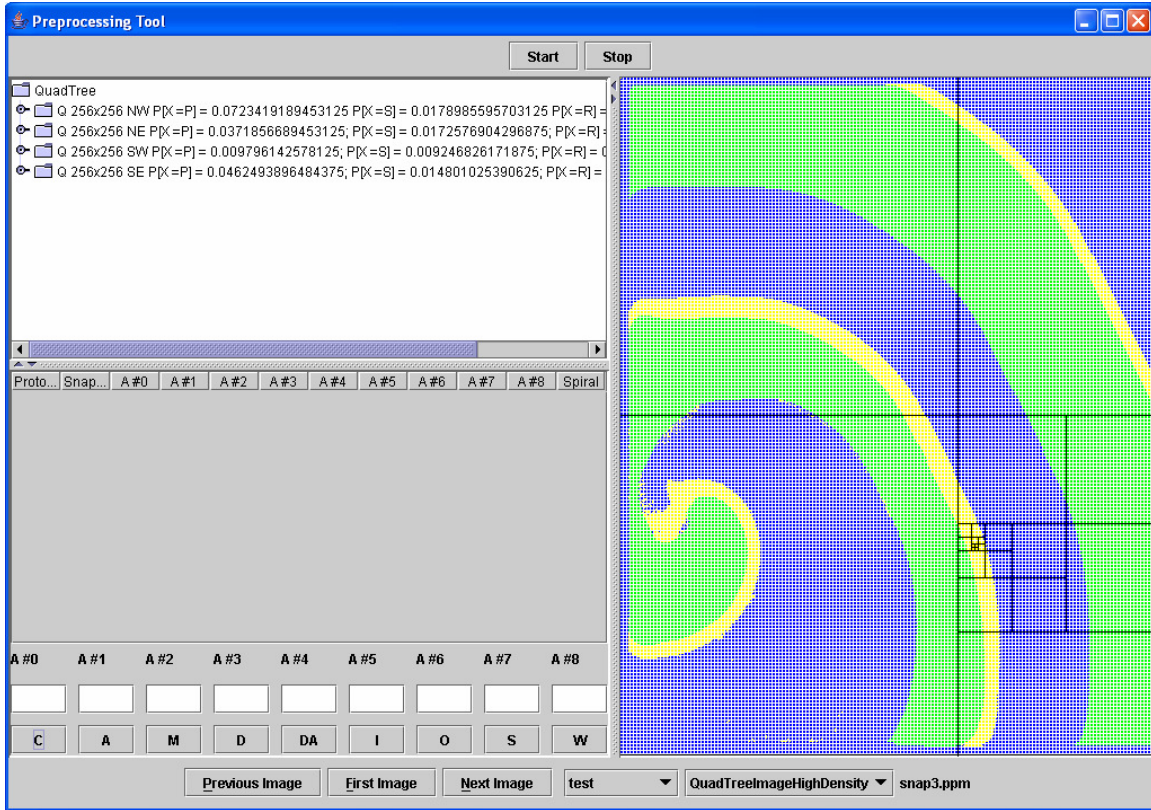 Preprocessing Tool
Start Stop
QuadTree
Q 256x256 NW P[X=P] = 0.0723419189453125 P[X=S] = 0.0178985595703125 P[X=R] =
Q 256x256 NE P[X=P] = 0.0371856689453125; P[X=S] = 0.0172576904296875; P[X=R] =
Q 256x256 SW P[X=P] = 0.009796142578125; P[X=S] = 0.009246826171875; P[X=R] = 0
Q 256x256 SE P[X=P] = 0.0462493896484375; P[X=S] = 0.014801025390625; P[X=R] =
Proto... Snap... A #0 A #1 A #2 A #3 A #4 A #5 A #6 A #7 A #8 Spiral
A #0 A #1 A #2 A #3 A #4 A #5 A #6 A #7 A #8
C A M D DA I O S W
Previous Image First Image Next Image test QuadTreeImageHighDensity snap3.ppm